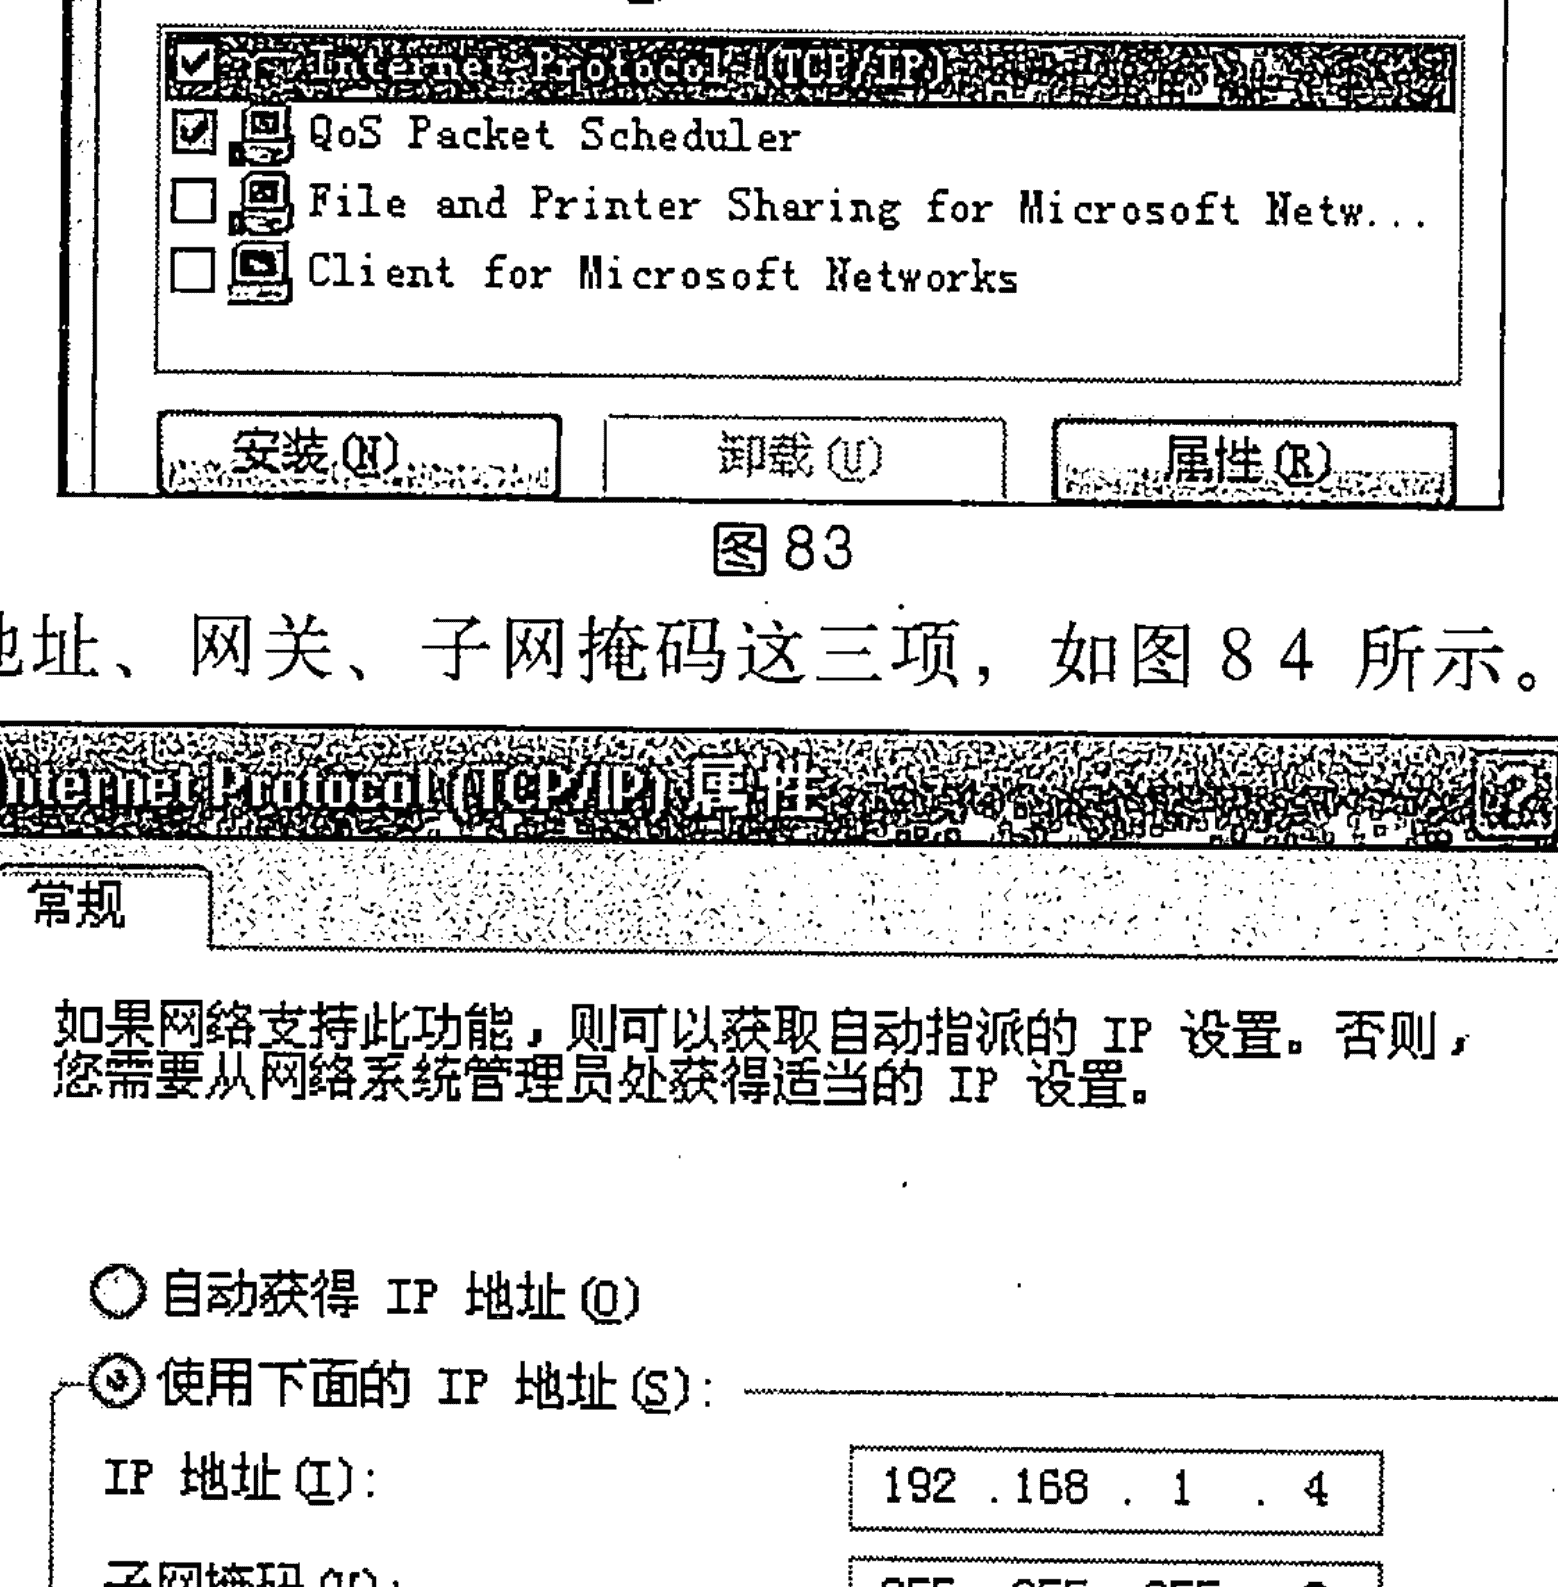 Internet Protocol (TCP/IP)
QoS Packet Scheduler
File and Printer Sharing for Microsoft Netw...
Client for Microsoft Networks
安装(N) 卸载(U) 属性(R)
图83
地址、网关、子网掩码这三项，如图84 所示。
Internet Protocol (TCP/IP) 属性 ?
常规
如果网络支持此功能，则可以获取自动指派的 IP 设置。否则，
您需要从网络系统管理员处获得适当的 IP 设置。
自动获得 IP 地址(O)
使用下面的 IP 地址(S):
IP 地址(I): 192 .168 . 1 . 4
子网掩码(U):